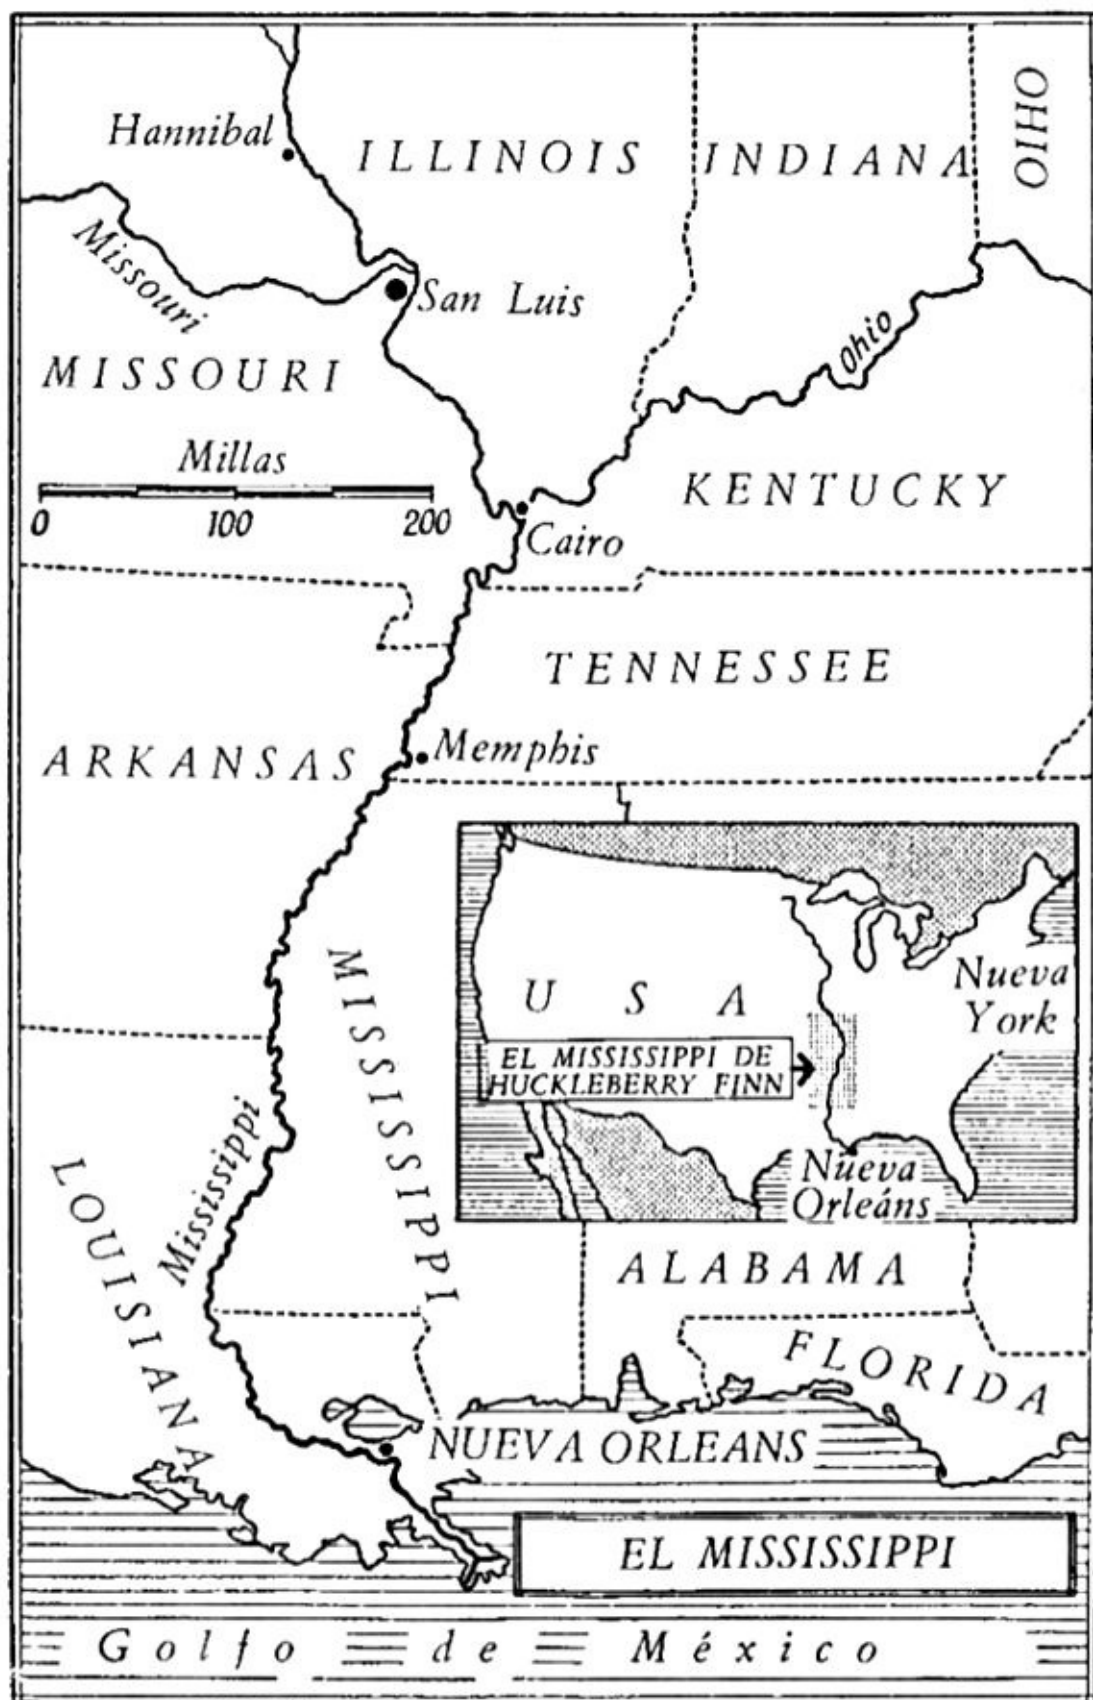 OHIO
Hannibal
ILLINOIS
INDIANA
Missouri
San Luis
Ohio
MISSOURI
Millas
0 100 200
KENTUCKY
Cairo
TENNESSEE
ARKANSAS
Memphis
MISSISSIPPI
Nueva
York
U S A
EL MISSISSIPPI DE
HUCKLEBERRY FINN
Nueva
Orleáns
Mississippi
LOUISIANA
ALABAMA
FLORIDA
NUEVA ORLEANS
EL MISSISSIPPI
Golfo de México